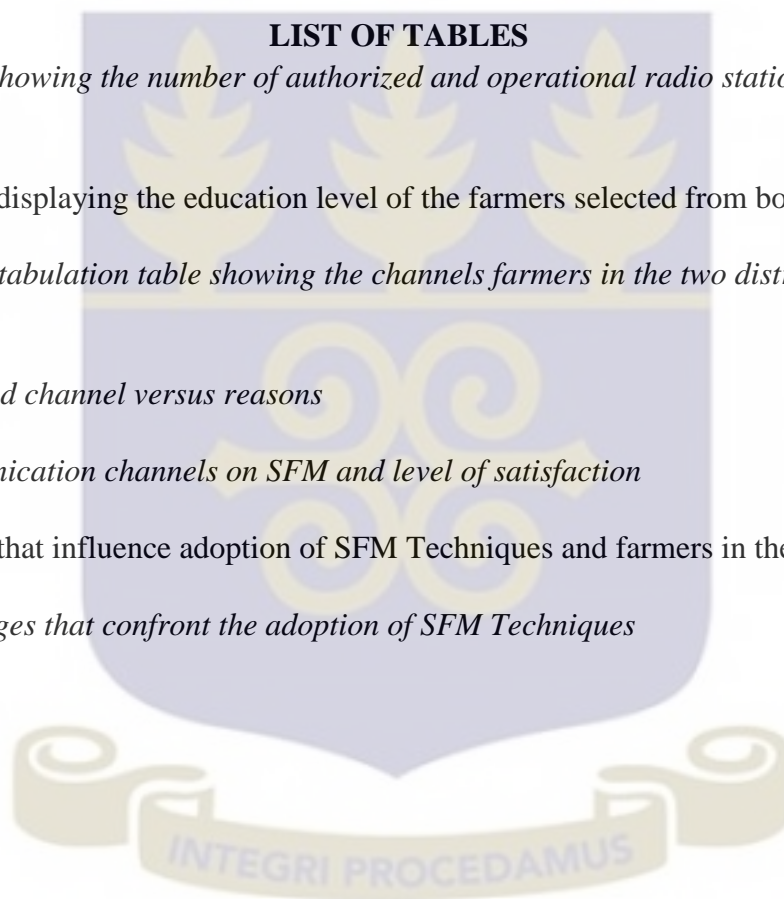 LIST OF TABLES
howing the number of authorized and operational radio static
displaying the education level of the farmers selected from bo
tabulation table showing the channels farmers in the two dist
d channel versus reasons
nication channels on SFM and level of satisfaction
that influence adoption of SFM Techniques and farmers in the
ges that confront the adoption of SFM Techniques
INTEGRI PROCEDAMUS